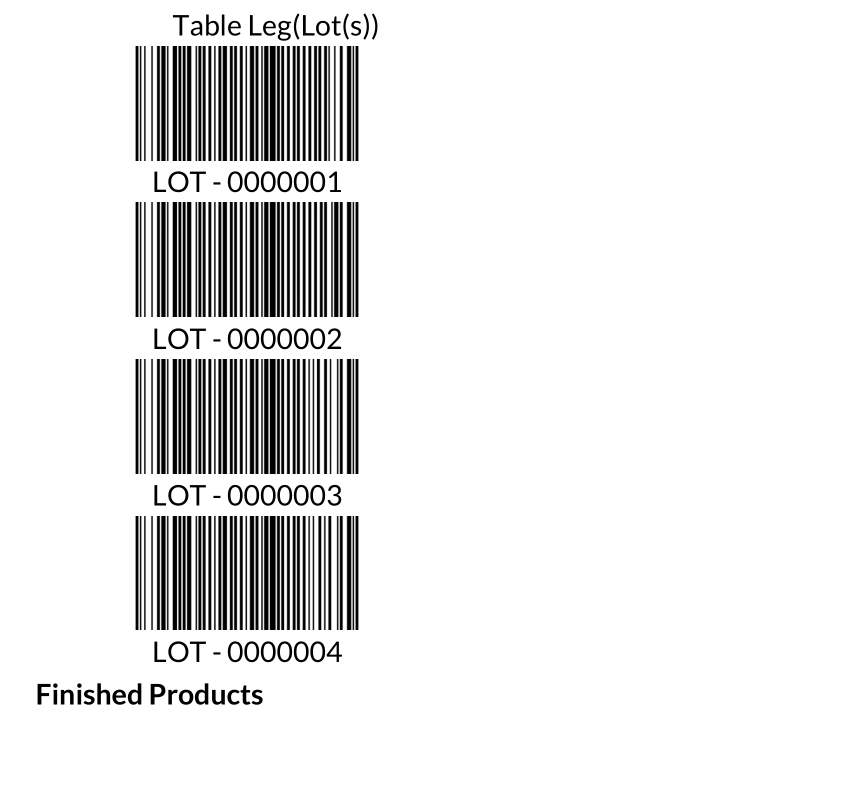 Table Leg(Lot(s))
LOT - 0000001
LOT - 0000002
LOT - 0000003
LOT - 0000004
Finished Products